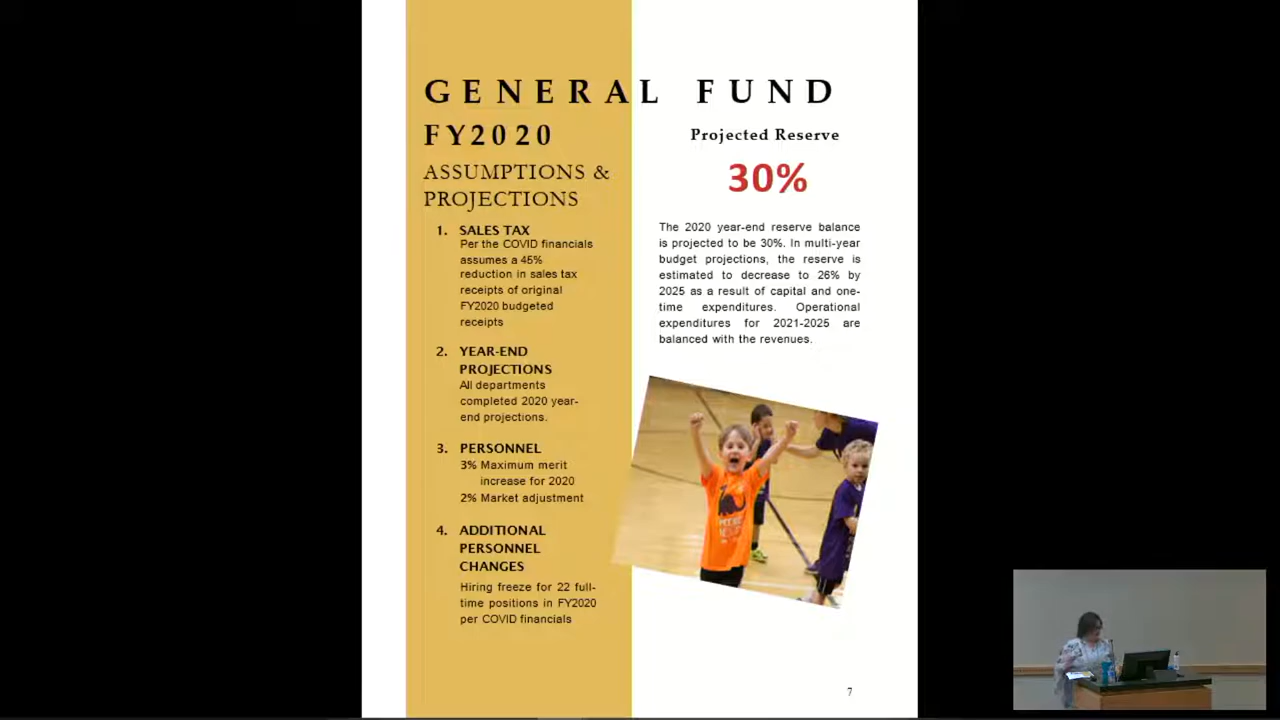 GENERAL FUND
FY2020
ASSUMPTIONS &
PROJECTIONS
1. SALES TAX
Per the COVID financials
assumes a 45%
reduction in sales tax
receipts of original
FY2020 budgeted
receipts
2. YEAR-END
PROJECTIONS
All departments
completed 2020 year-
end projections.
3. PERSONNEL
3% Maximum merit
increase for 2020
2% Market adjustment
4. ADDITIONAL
PERSONNEL
CHANGES
Hiring freeze for 22 full-
time positions in FY2020
per COVID financials
Projected Reserve
30%
The 2020 year-end reserve balance
is projected to be 30%. In multi-year
budget projections, the reserve is
estimated to decrease to 26% by
2025 as a result of capital and one-
time expenditures. Operational
expenditures for 2021-2025 are
balanced with the revenues.
7